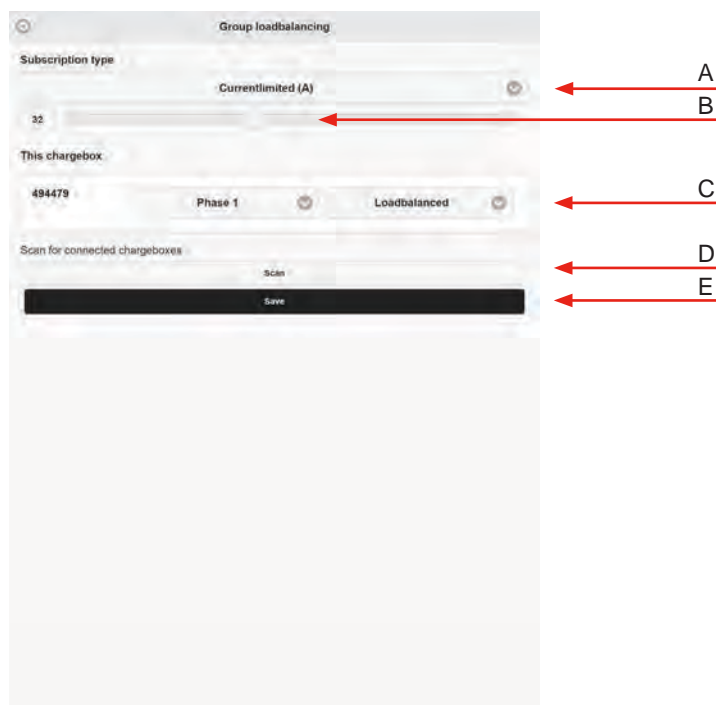 Group loadbalancing
Subscription type
Currentlimited (A)
A
32
B
This chargebox
494479 Phase 1 Loadbalanced
C
Scan for connected chargeboxes
Scan
D
Save
E